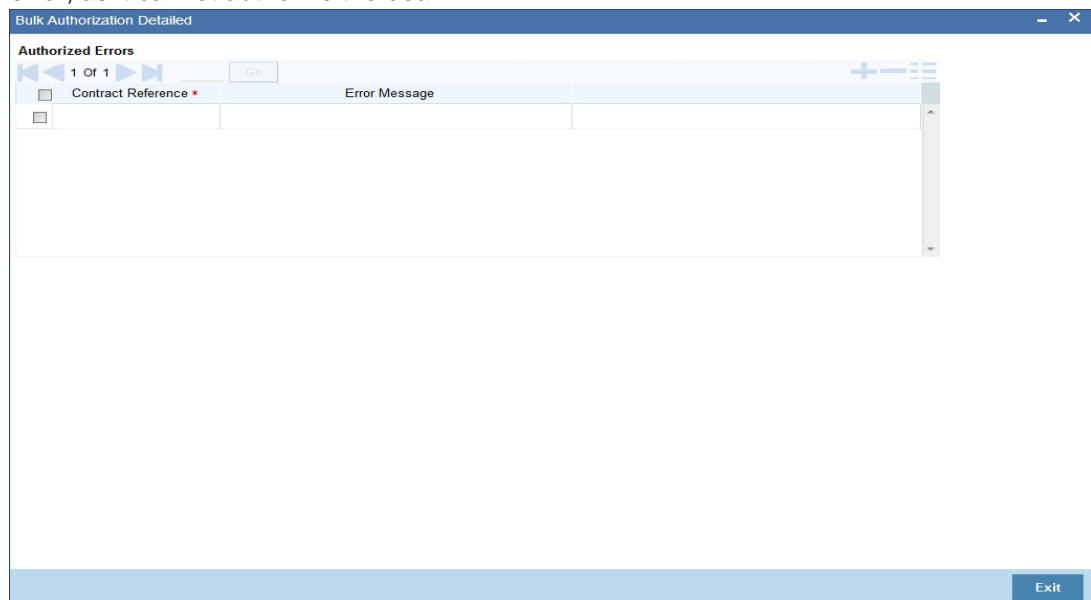 Bulk Authorization Detailed
Authorized Errors
1 Of 1 Go
Contract Reference * Error Message
Exit